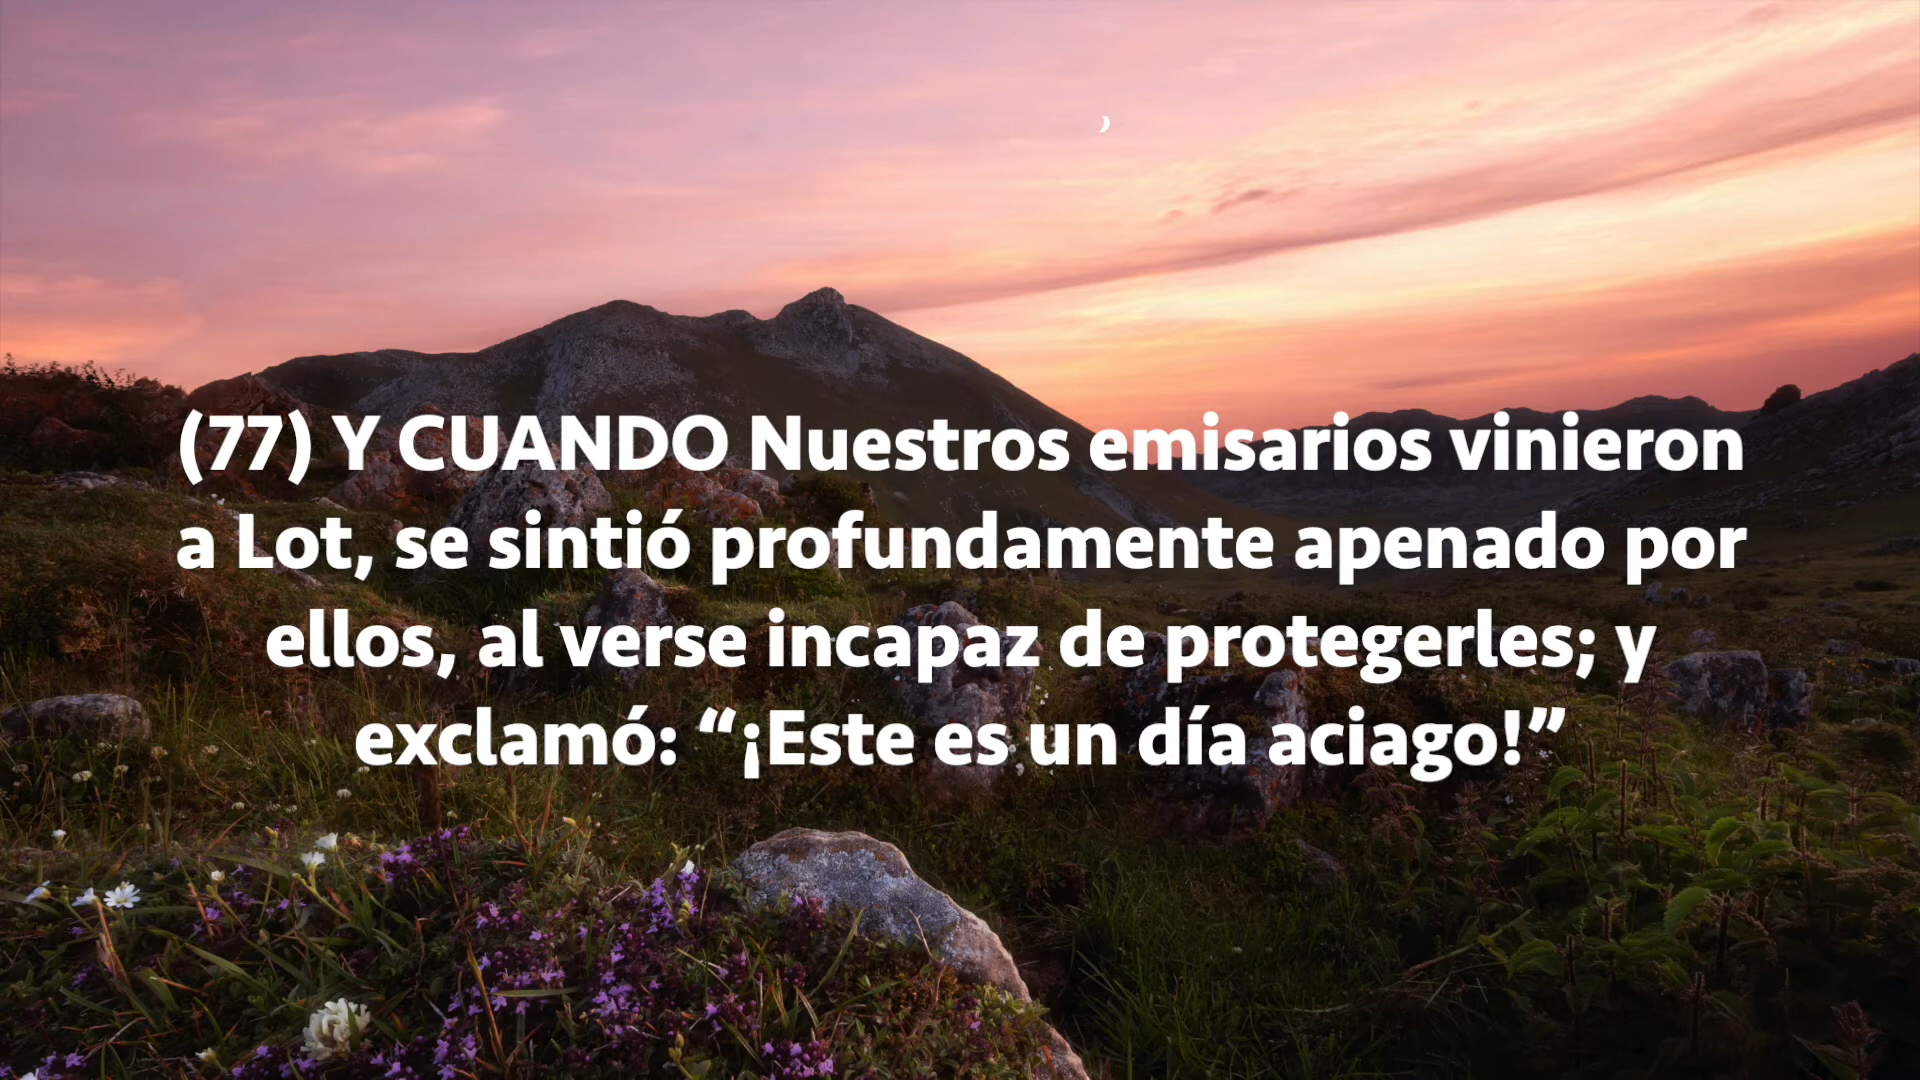 (77) Y CUANDO Nuestros emisarios vinieron
a Lot, se sintió profundamente apenado por
ellos, al verse incapaz de protegerles; y
exclamó: “¡Este es un día aciago!”